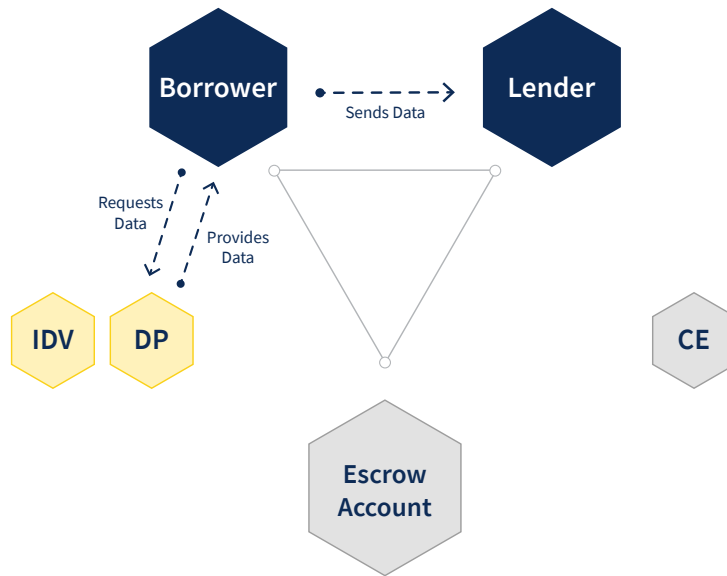 Borrower
Lender
Sends Data
Requests
Data
Provides
Data
IDV
DP
CE
Escrow
Account